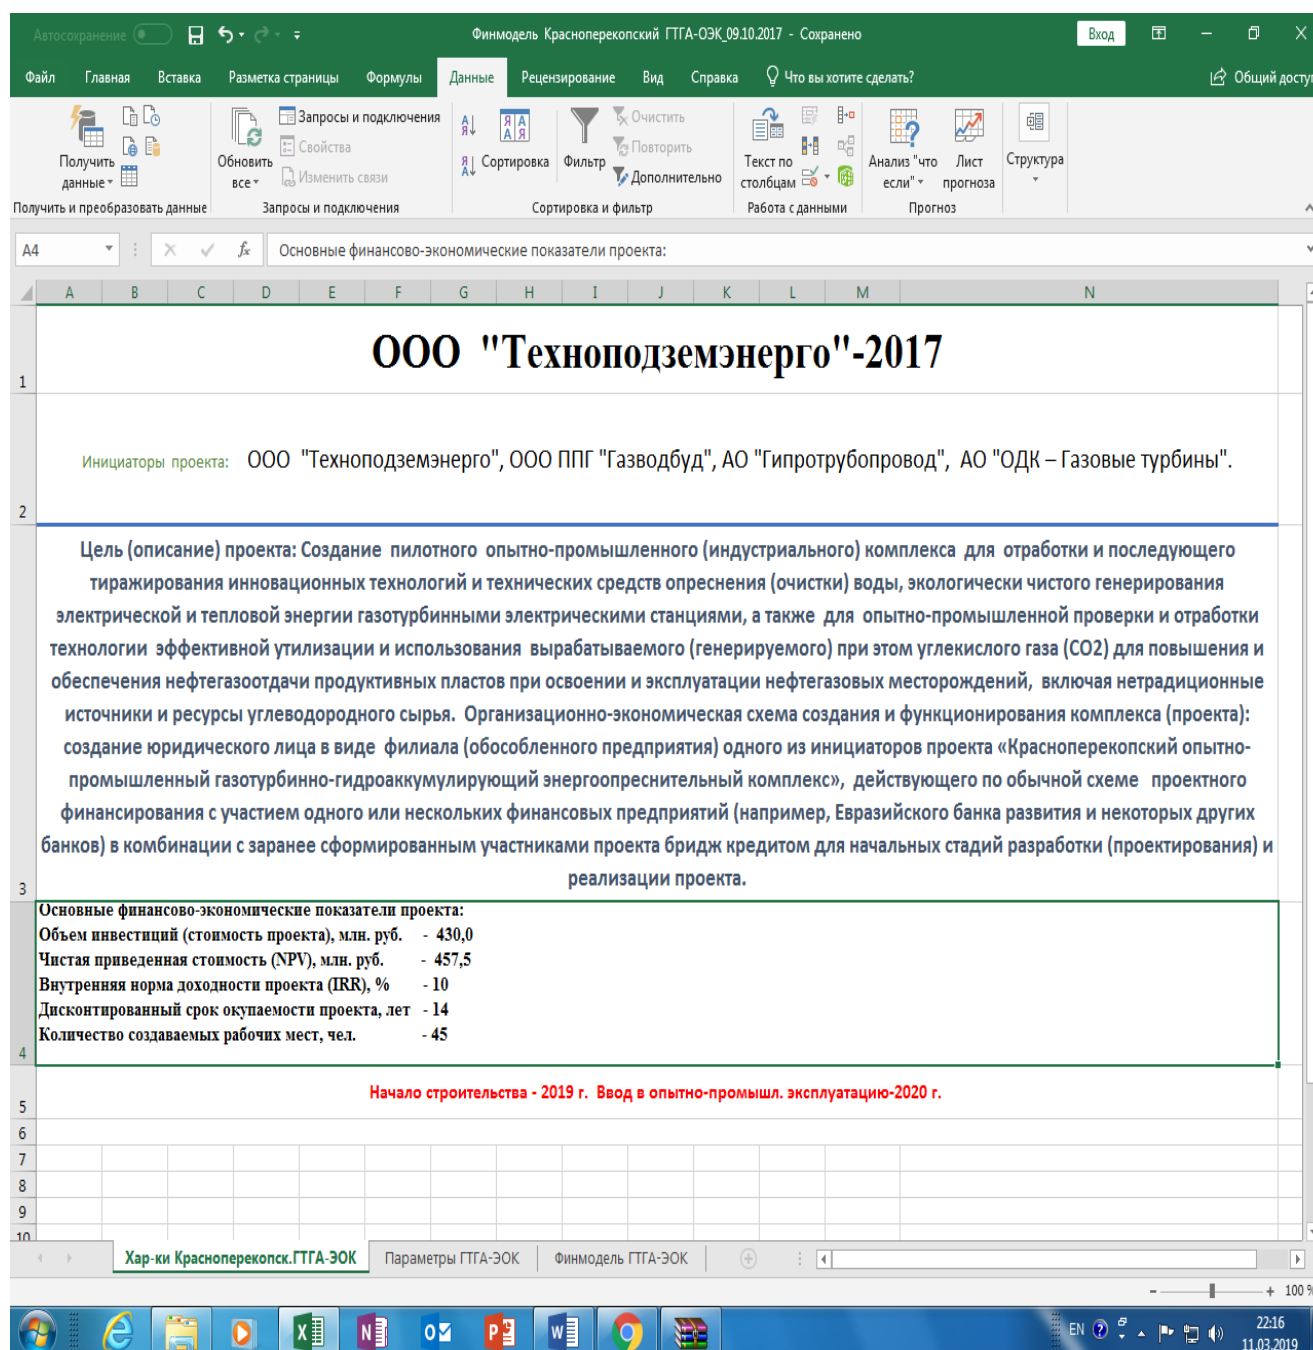 Автосохранение
Финмодель Красноперекопский ГТГА-ОЭК_09.10.2017 - Сохранено
Вход
Файл Главная Вставка Разметка страницы Формулы Данные Рецензирование Вид Справка Что вы хотите сделать? Общий досту
Получить данные
Обновить все
Запросы и подключения
Свойства
Изменить связи
Сортировка
Фильтр
Очистить
Повторить
Дополнительно
Текст по столбцам
Анализ "что если"
Лист прогноза
Структура
Получить и преобразовать данные
Запросы и подключения
Сортировка и фильтр
Работа с данными
Прогноз
A4
fx
Основные финансово-экономические показатели проекта:
A B C D E F G H I J K L M N
1
ООО "Техноподземэнерго"-2017
2
Инициаторы проекта: ООО "Техноподземэнерго", ООО ППГ "Газводбуд", АО "Гипротрубопровод", АО "ОДК – Газовые турбины".
3
Цель (описание) проекта: Создание пилотного опытно-промышленного (индустриального) комплекса для отработки и последующего
тиражирования инновационных технологий и технических средств опреснения (очистки) воды, экологически чистого генерирования
электрической и тепловой энергии газотурбинными электрическими станциями, а также для опытно-промышленной проверки и отработки
технологии эффективной утилизации и использования вырабатываемого (генерируемого) при этом углекислого газа (СО2) для повышения и
обеспечения нефтегазоотдачи продуктивных пластов при освоении и эксплуатации нефтегазовых месторождений, включая нетрадиционные
источники и ресурсы углеводородного сырья. Организационно-экономическая схема создания и функционирования комплекса (проекта):
создание юридического лица в виде филиала (обособленного предприятия) одного из инициаторов проекта «Красноперекопский опытно-
промышленный газотурбинно-гидроаккумулирующий энергоопреснительный комплекс», действующего по обычной схеме проектного
финансирования с участием одного или нескольких финансовых предприятий (например, Евразийского банка развития и некоторых других
банков) в комбинации с заранее сформированным участниками проекта бридж кредитом для начальных стадий разработки (проектирования) и
реализации проекта.
4
Основные финансово-экономические показатели проекта:
Объем инвестиций (стоимость проекта), млн. руб. - 430,0
Чистая приведенная стоимость (NPV), млн. руб. - 457,5
Внутренняя норма доходности проекта (IRR), % - 10
Дисконтированный срок окупаемости проекта, лет - 14
Количество создаваемых рабочих мест, чел. - 45
5
Начало строительства - 2019 г. Ввод в опытно-промышл. эксплуатацию-2020 г.
6
7
8
9
10
Хар-ки Красноперекопск.ГТГА-ЭОК Параметры ГТГА-ЭОК Финмодель ГТГА-ЭОК
100 %
EN
22:16
11.03.2019